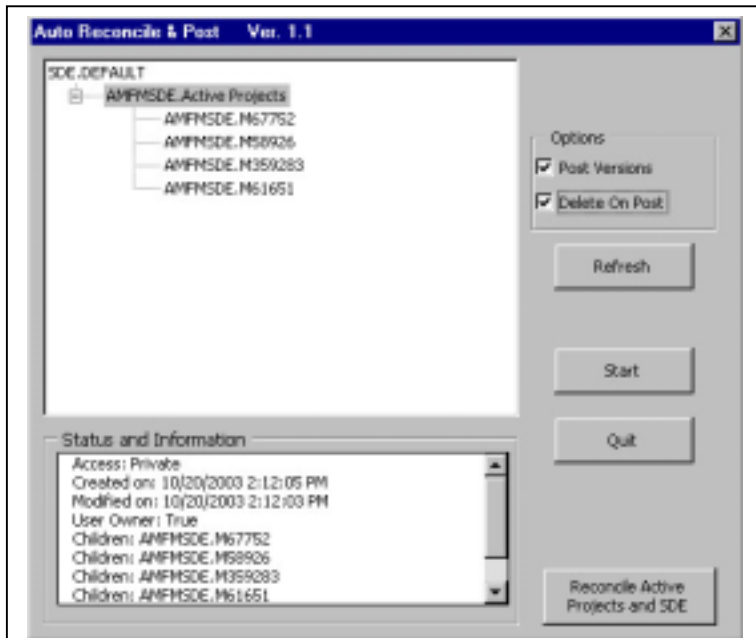 Auto Reconcile & Post Ver. 1.1
SDE.DEFAULT
AMFMSDE.Active Projects
AMFMSDE.M67752
AMFMSDE.M58926
AMFMSDE.M359283
AMFMSDE.M61651
Options
Post Versions
Delete On Post
Refresh
Start
Quit
Status and Information
Access: Private
Created on: 10/20/2003 2:12:05 PM
Modified on: 10/20/2003 2:12:03 PM
User Owner: True
Children: AMFMSDE.M67752
Children: AMFMSDE.M58926
Children: AMFMSDE.M359283
Children: AMFMSDE.M61651
Reconcile Active
Projects and SDE